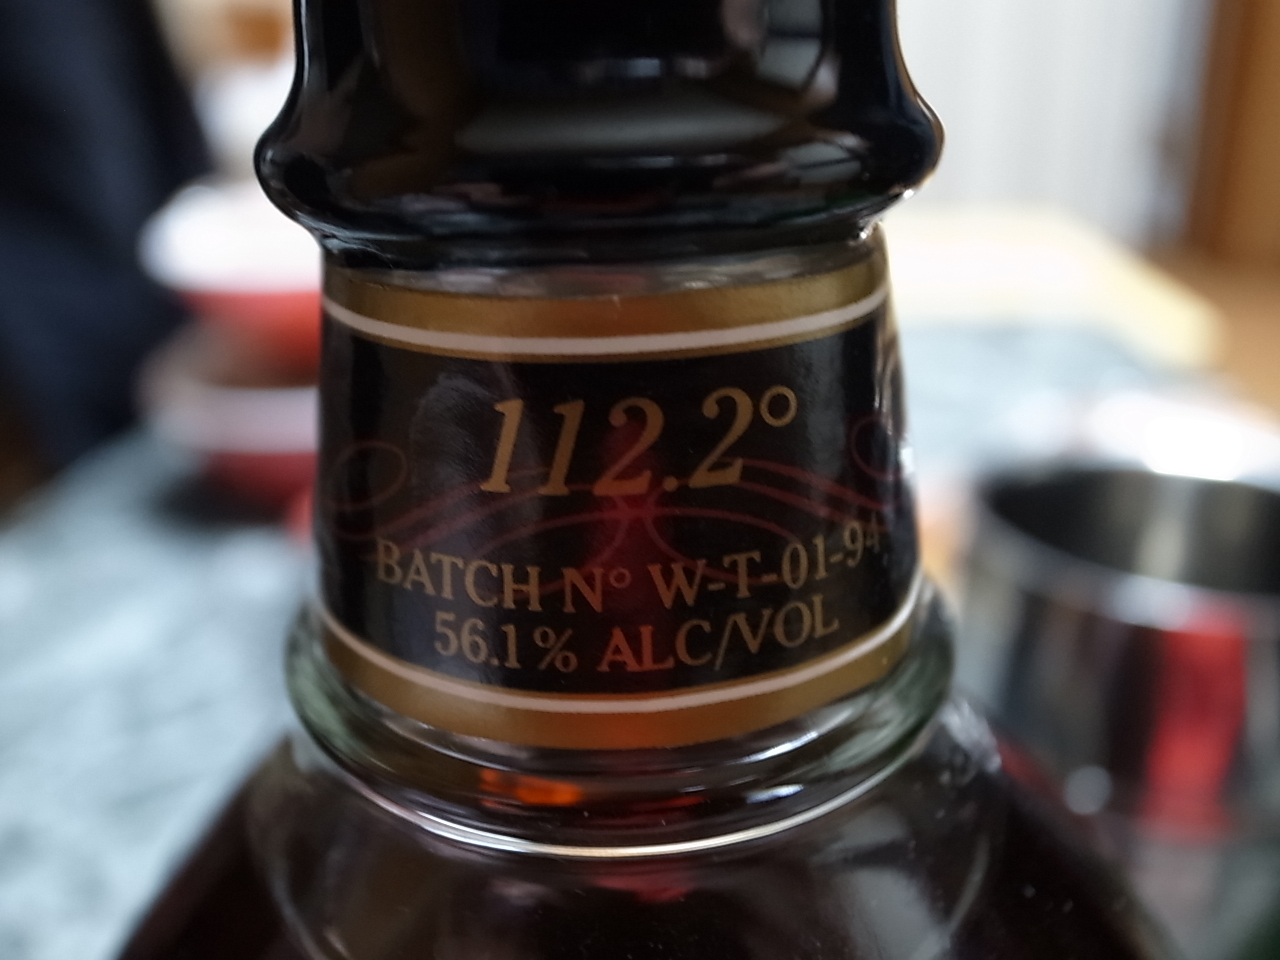 112.2°
BATCH N° W-T-01-94
56.1% ALC/VOL